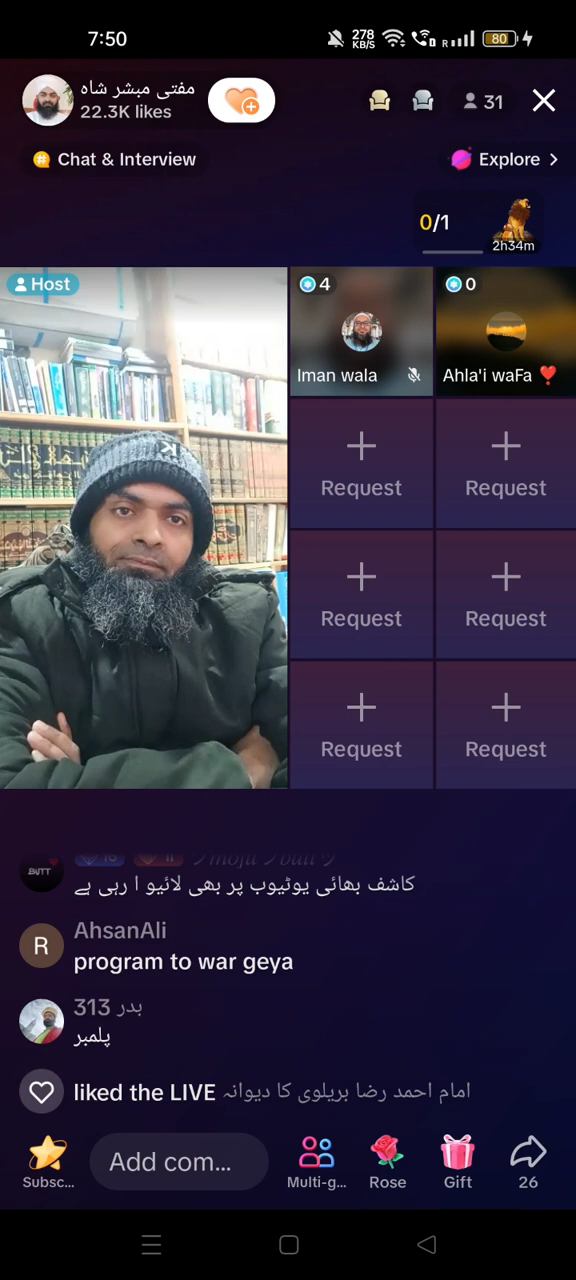 7:50
278
KB/S
R
80
مفتی مبشر شاہ
22.3K likes
31
Chat & Interview
Explore
0/1
2h34m
Host
4
0
Iman wala
Ahla'i waFa
Request
Request
Request
Request
Request
Request
K
BUTT
کاشف بھائی یوٹیوب پر بھی لائیو ا رہی ہے
R
AhsanAli
program to war geya
بدر 313
پلمبر
liked the LIVE امام احمد رضا بریلوی کا دیوانہ
Subsc...
Add com...
Multi-g...
Rose
Gift
26